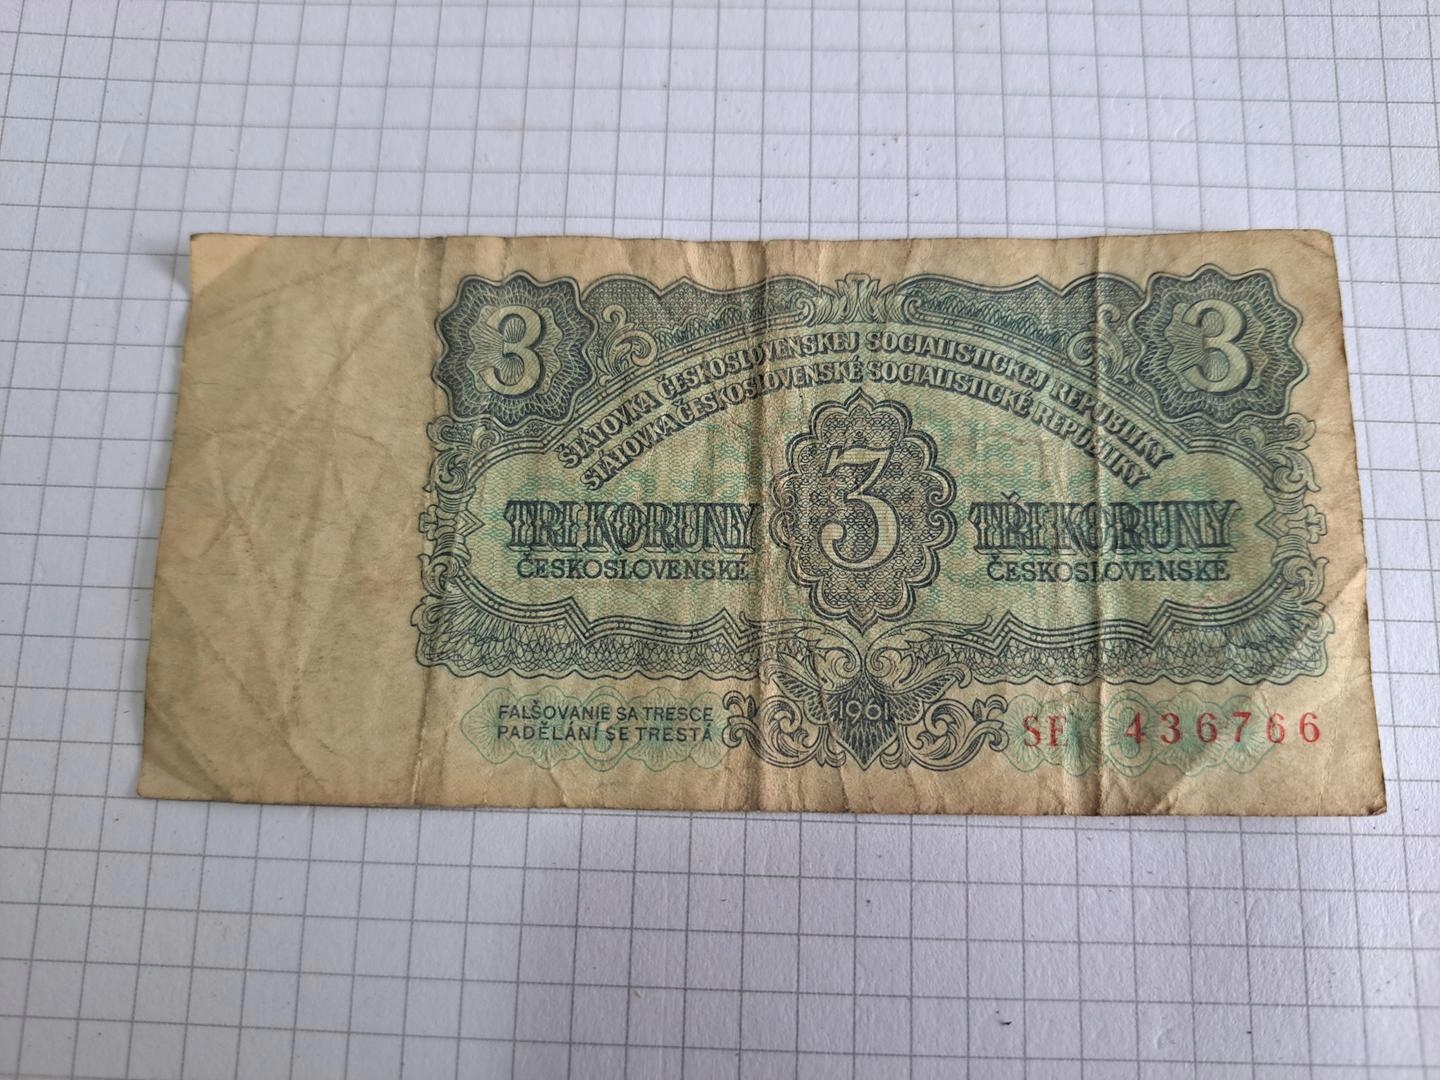 3 3
ŠTÁTOVKA ČESKOSLOVENSKEJ SOCIALISTICKEJ REPUBLIKY
STÁTOVKA ČESKOSLOVENSKÉ SOCIALISTICKÉ REPUBLIKY
3
TRI KORUNY TŘI KORUNY
ČESKOSLOVENSKÉ ČESKOSLOVENSKÉ
FALŠOVANIE SA TRESCE
PADĚLÁNÍ SE TRESTÁ
1961
SF 436766